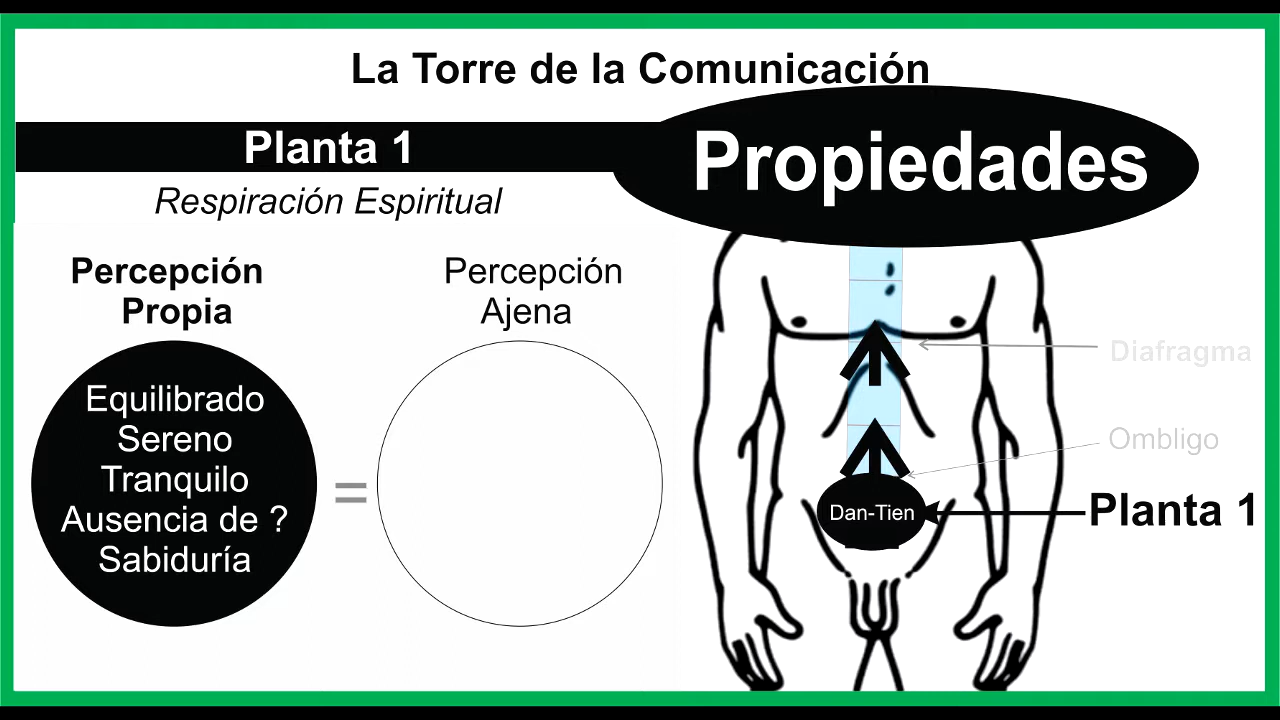 La Torre de la Comunicación
Planta 1
Propiedades
Respiración Espiritual
Percepción
Propia
Equilibrado
Sereno
Tranquilo
Ausencia de ?
Sabiduría
=
Percepción
Ajena
Diafragma
Ombligo
Dan-Tien
Planta 1